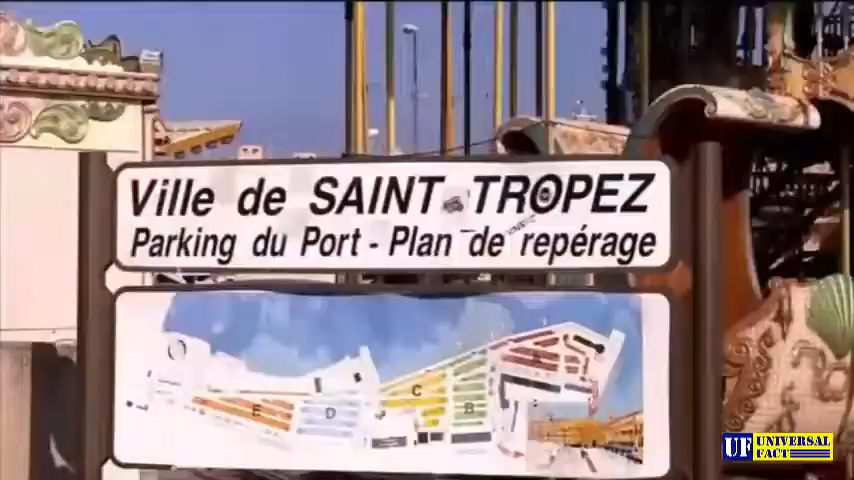 Ville de SAINT TROPEZ
Parking du Port - Plan de repérage
E
D
C
B
UF UNIVERSAL
FACT